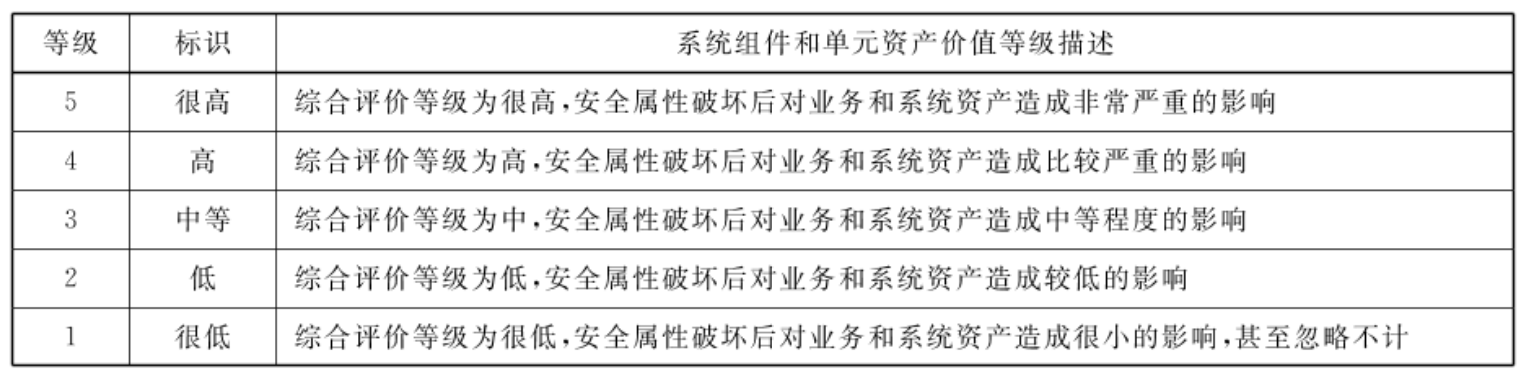 等级 标识 系统组件和单元资产价值等级描述
5 很高 综合评价等级为很高,安全属性破坏后对业务和系统资产造成非常严重的影响
4 高 综合评价等级为高,安全属性破坏后对业务和系统资产造成比较严重的影响
3 中等 综合评价等级为中,安全属性破坏后对业务和系统资产造成中等程度的影响
2 低 综合评价等级为低,安全属性破坏后对业务和系统资产造成较低的影响
1 很低 综合评价等级为很低,安全属性破坏后对业务和系统资产造成很小的影响,甚至忽略不计